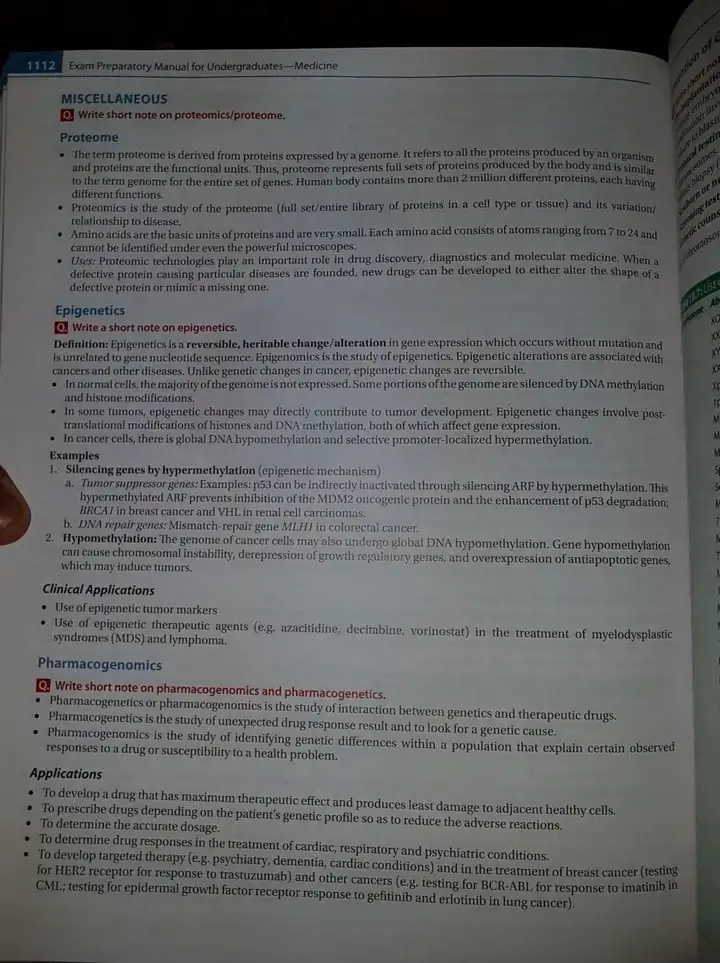 1112 Exam Preparatory Manual for Undergraduates—Medicine
MISCELLANEOUS
Q. Write short note on proteomics/proteome.
Proteome
• The term proteome is derived from proteins expressed by a genome. It refers to all the proteins produced by an organism
and proteins are the functional units. Thus, proteome represents full sets of proteins produced by the body and is similar
to the term genome for the entire set of genes. Human body contains more than 2 million different proteins, each having
different functions.
• Proteomics is the study of the proteome (full set/entire library of proteins in a cell type or tissue) and its variation/
relationship to disease.
• Amino acids are the basic units of proteins and are very small. Each amino acid consists of atoms ranging from 7 to 24 and
cannot be identified under even the powerful microscopes.
• Uses: Proteomic technologies play an important role in drug discovery, diagnostics and molecular medicine. When a
defective protein causing particular diseases are founded, new drugs can be developed to either alter the shape of a
defective protein or mimic a missing one.
Epigenetics
Q. Write a short note on epigenetics.
Definition: Epigenetics is a reversible, heritable change/alteration in gene expression which occurs without mutation and
is unrelated to gene nucleotide sequence. Epigenomics is the study of epigenetics. Epigenetic alterations are associated with
cancers and other diseases. Unlike genetic changes in cancer, epigenetic changes are reversible.
• In normal cells, the majority of the genome is not expressed. Some portions of the genome are silenced by DNA methylation
and histone modifications.
• In some tumors, epigenetic changes may directly contribute to tumor development. Epigenetic changes involve post-
translational modifications of histones and DNA methylation, both of which affect gene expression.
• In cancer cells, there is global DNA hypomethylation and selective promoter-localized hypermethylation.
Examples
1. Silencing genes by hypermethylation (epigenetic mechanism)
a. Tumor suppressor genes: Examples: p53 can be indirectly inactivated through silencing ARF by hypermethylation. This
hypermethylated ARF prevents inhibition of the MDM2 oncogenic protein and the enhancement of p53 degradation;
BRCA1 in breast cancer and VHL in renal cell carcinomas.
b. DNA repair genes: Mismatch-repair gene MLH1 in colorectal cancer.
2. Hypomethylation: The genome of cancer cells may also undergo global DNA hypomethylation. Gene hypomethylation
can cause chromosomal instability, derepression of growth regulatory genes, and overexpression of antiapoptotic genes,
which may induce tumors.
Clinical Applications
• Use of epigenetic tumor markers
• Use of epigenetic therapeutic agents (e.g. azacitidine, decitabine, vorinostat) in the treatment of myelodysplastic
syndromes (MDS) and lymphoma.
Pharmacogenomics
Q. Write short note on pharmacogenomics and pharmacogenetics.
• Pharmacogenetics or pharmacogenomics is the study of interaction between genetics and therapeutic drugs.
• Pharmacogenetics is the study of unexpected drug response result and to look for a genetic cause.
• Pharmacogenomics is the study of identifying genetic differences within a population that explain certain observed
responses to a drug or susceptibility to a health problem.
Applications
• To develop a drug that has maximum therapeutic effect and produces least damage to adjacent healthy cells.
• To prescribe drugs depending on the patient's genetic profile so as to reduce the adverse reactions.
• To determine the accurate dosage.
• To determine drug responses in the treatment of cardiac, respiratory and psychiatric conditions.
• To develop targeted therapy (e.g. psychiatry, dementia, cardiac conditions) and in the treatment of breast cancer (testing
for HER2 receptor for response to trastuzumab) and other cancers (e.g. testing for BCR-ABL for response to imatinib in
CML; testing for epidermal growth factor receptor response to gefitinib and erlotinib in lung cancer).